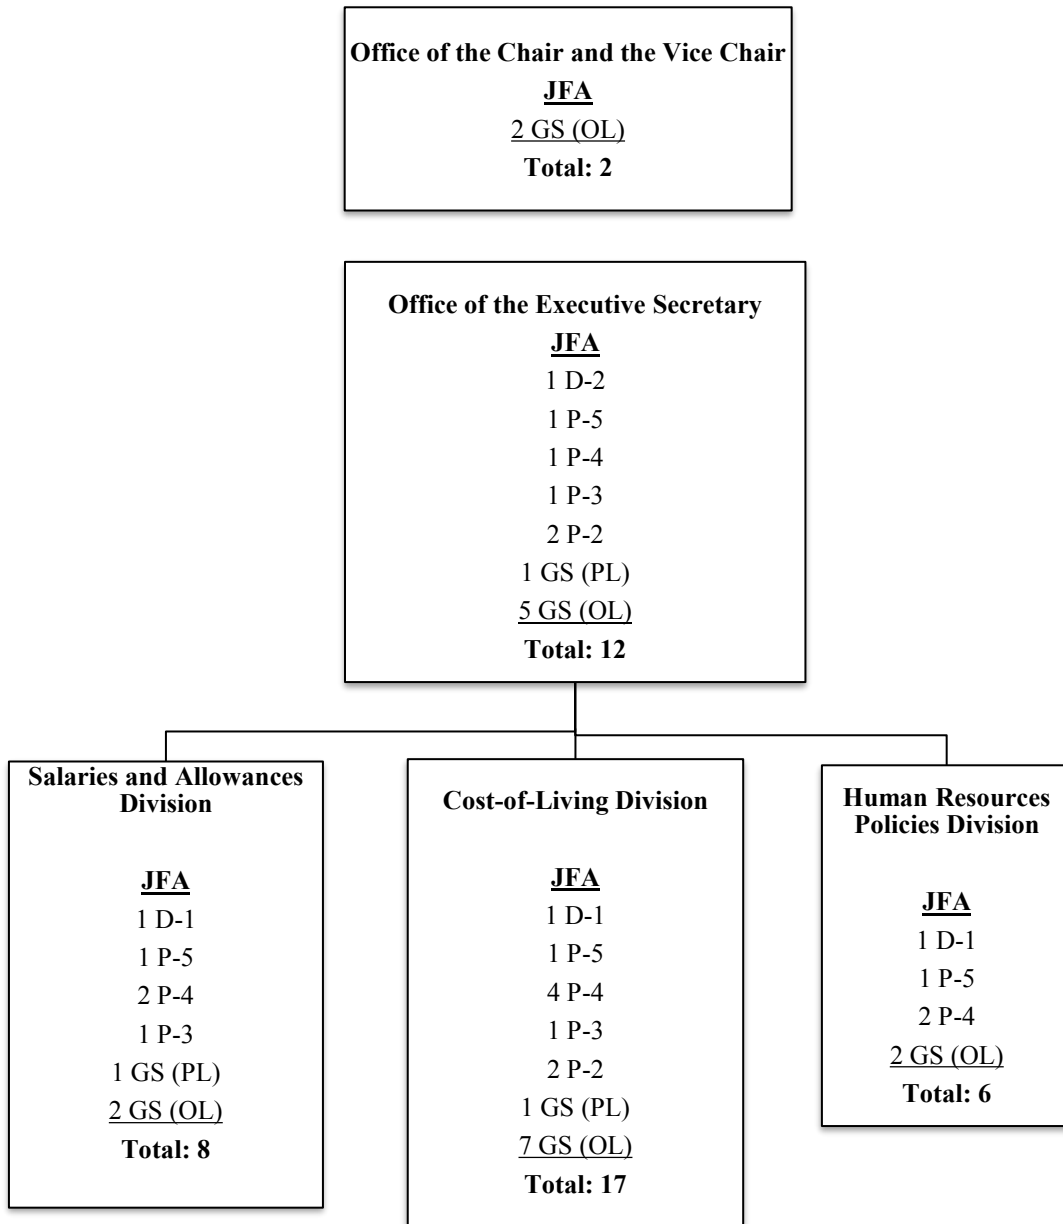 Office of the Chair and the Vice Chair
JFA
2 GS (OL)
Total: 2
Office of the Executive Secretary
JFA
1 D-2
1 P-5
1 P-4
1 P-3
2 P-2
1 GS (PL)
5 GS (OL)
Total: 12
Salaries and Allowances
Division
JFA
1 D-1
1 P-5
2 P-4
1 P-3
1 GS (PL)
2 GS (OL)
Total: 8
Cost-of-Living Division
JFA
1 D-1
1 P-5
4 P-4
1 P-3
2 P-2
1 GS (PL)
7 GS (OL)
Total: 17
Human Resources
Policies Division
JFA
1 D-1
1 P-5
2 P-4
2 GS (OL)
Total: 6